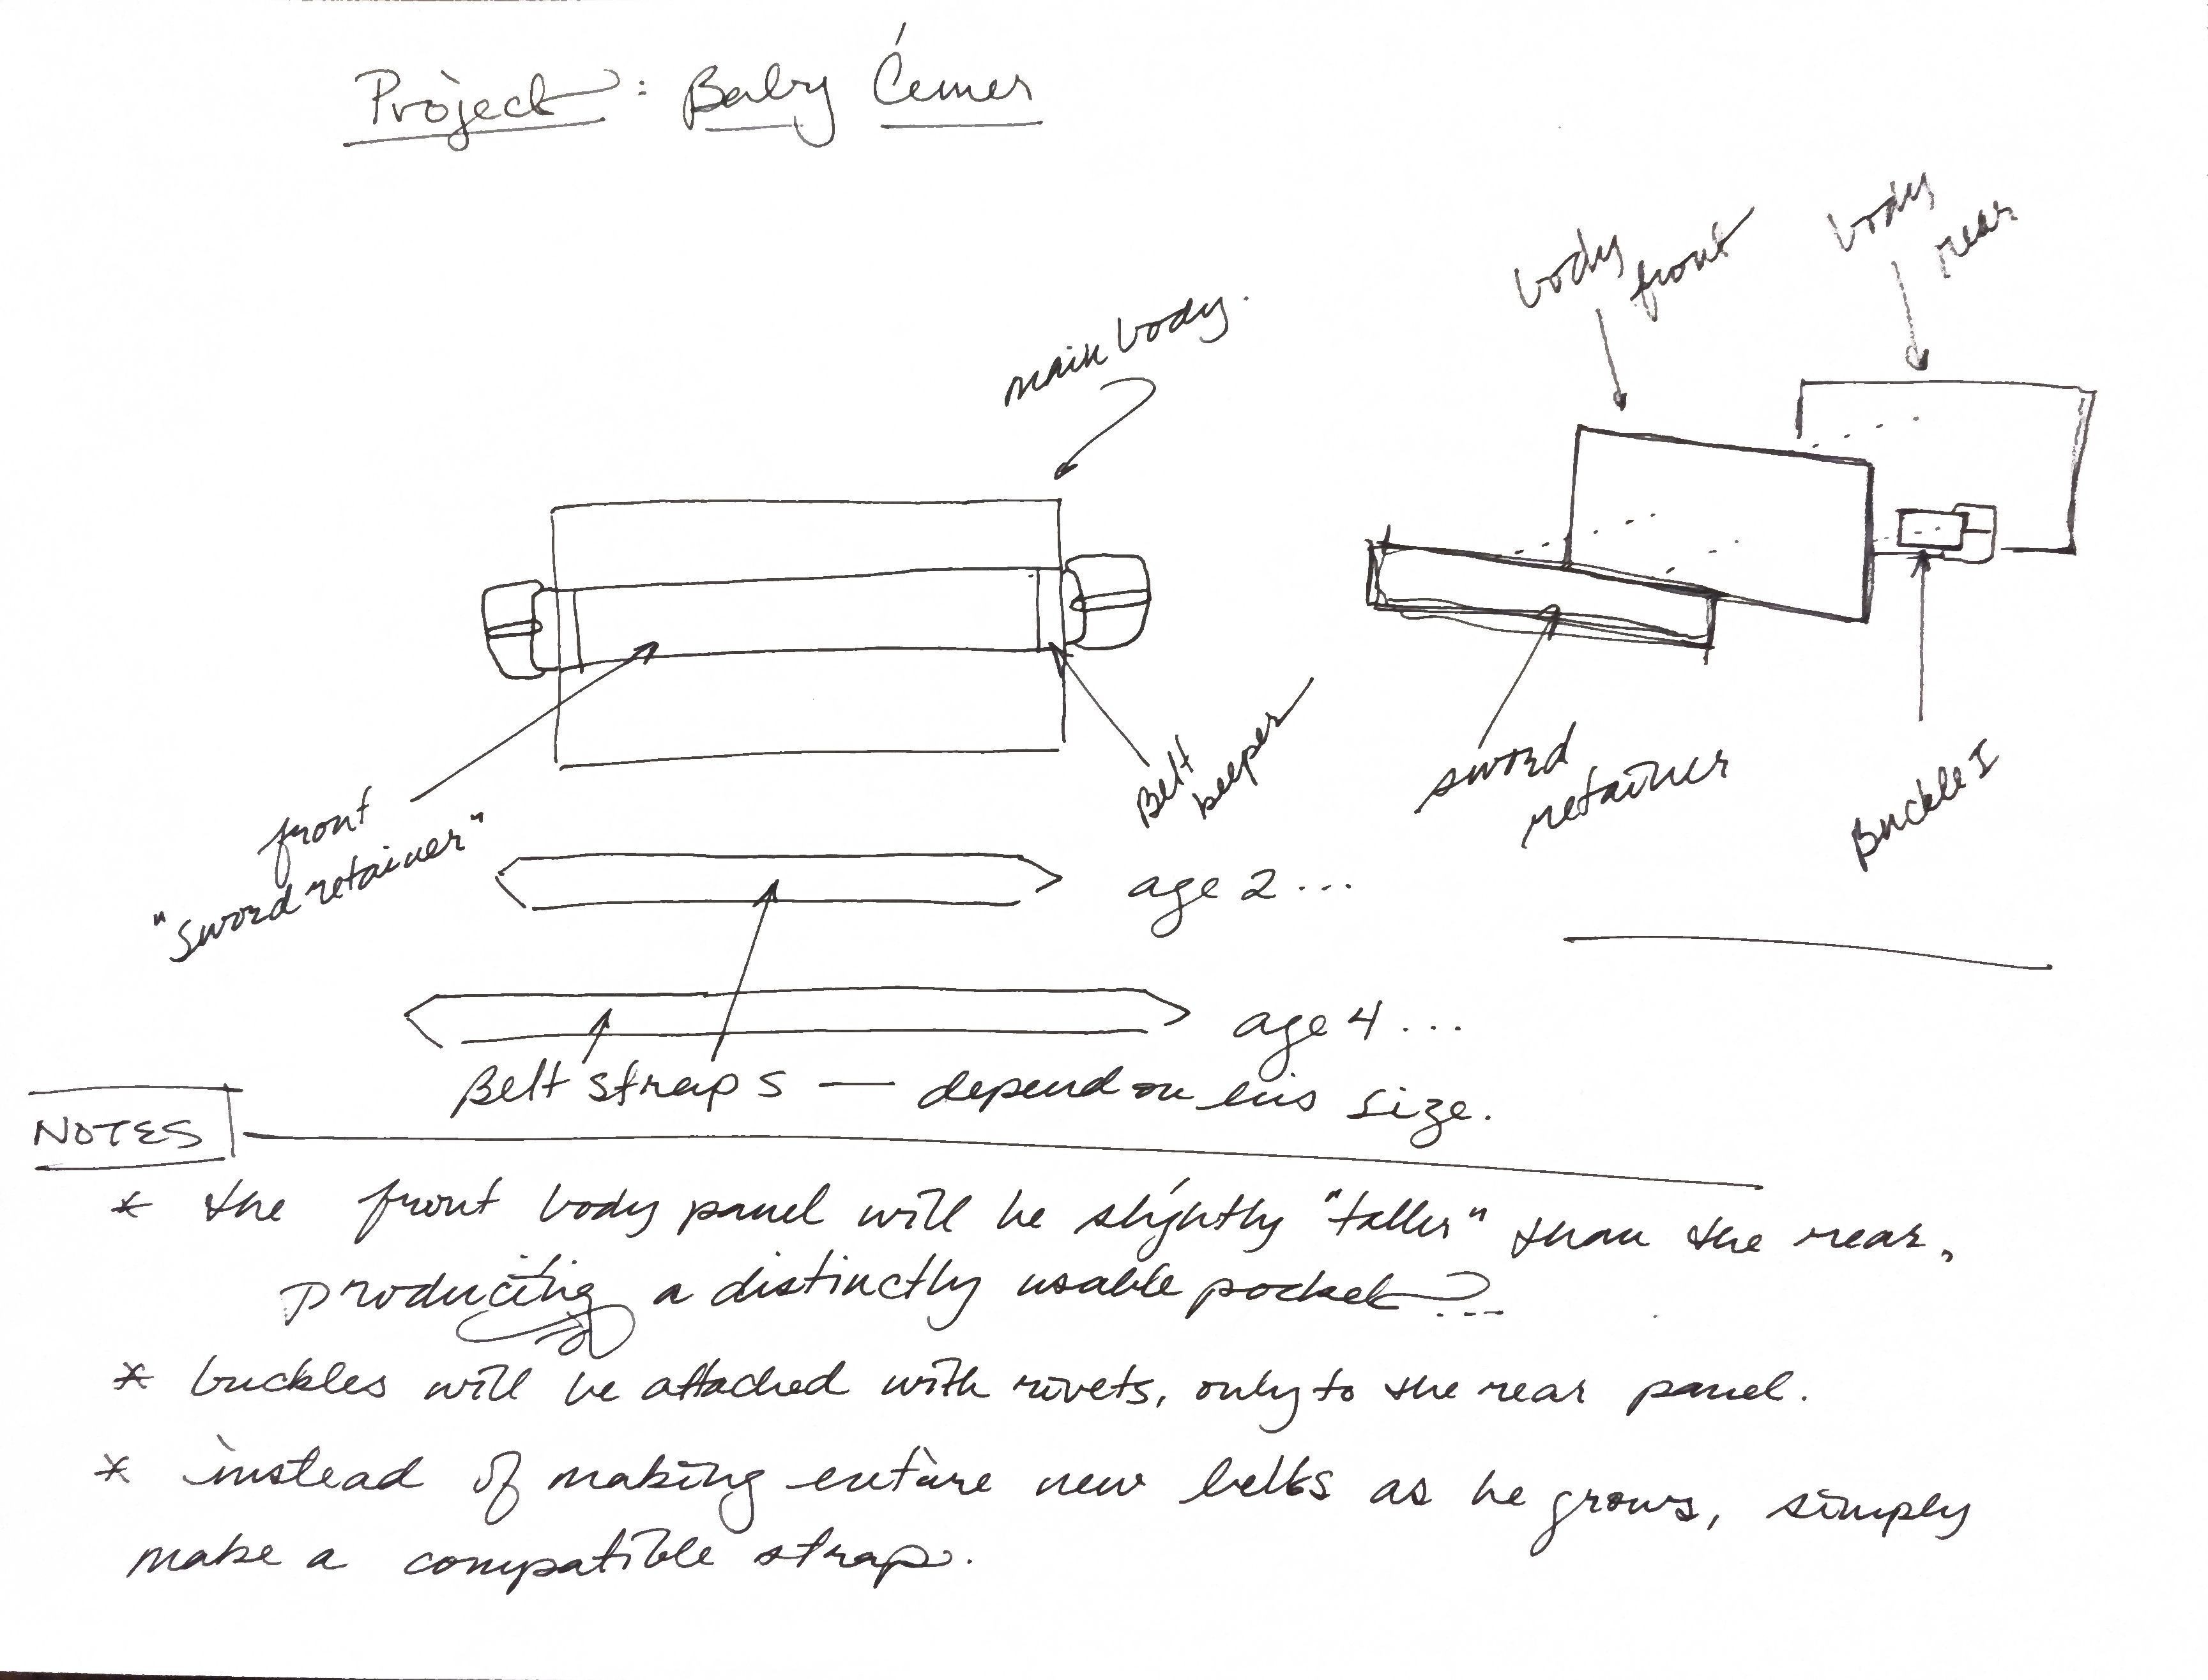 Project: Baby Ćemer
body front
body rear
main body.
front
"sword retainer"
Belt keeper
sword retainer
Buckle I
age 2 ...
age 4 ...
Belt straps — depend on his size.
NOTES
* the front body panel will be slightly "taller" than the rear,
producing a distinctly usable pocket...
* buckles will be attached with rivets, only to the rear panel.
* instead of making entire new belts as he grows, simply
make a compatible strap.